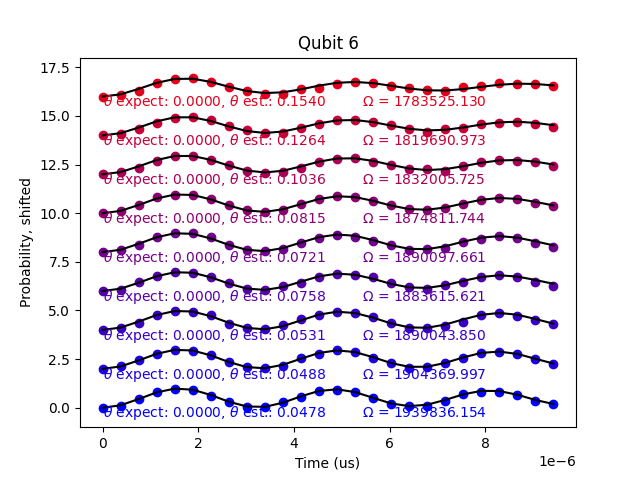 Qubit 6
17.5
θ expect: 0.0000, θ est.: 0.1540 Ω = 1783525.130
15.0
θ expect: 0.0000, θ est.: 0.1264 Ω = 1819690.973
12.5
θ expect: 0.0000, θ est.: 0.1036 Ω = 1832005.725
10.0
θ expect: 0.0000, θ est.: 0.0815 Ω = 1874811.744
7.5
θ expect: 0.0000, θ est.: 0.0721 Ω = 1890097.661
θ expect: 0.0000, θ est.: 0.0758 Ω = 1883615.621
5.0
θ expect: 0.0000, θ est.: 0.0531 Ω = 1890043.850
2.5
θ expect: 0.0000, θ est.: 0.0488 Ω = 1904369.997
0.0
θ expect: 0.0000, θ est.: 0.0478 Ω = 1939836.154
Probability, shifted
0 2 4 6 8
Time (us)
1e−6